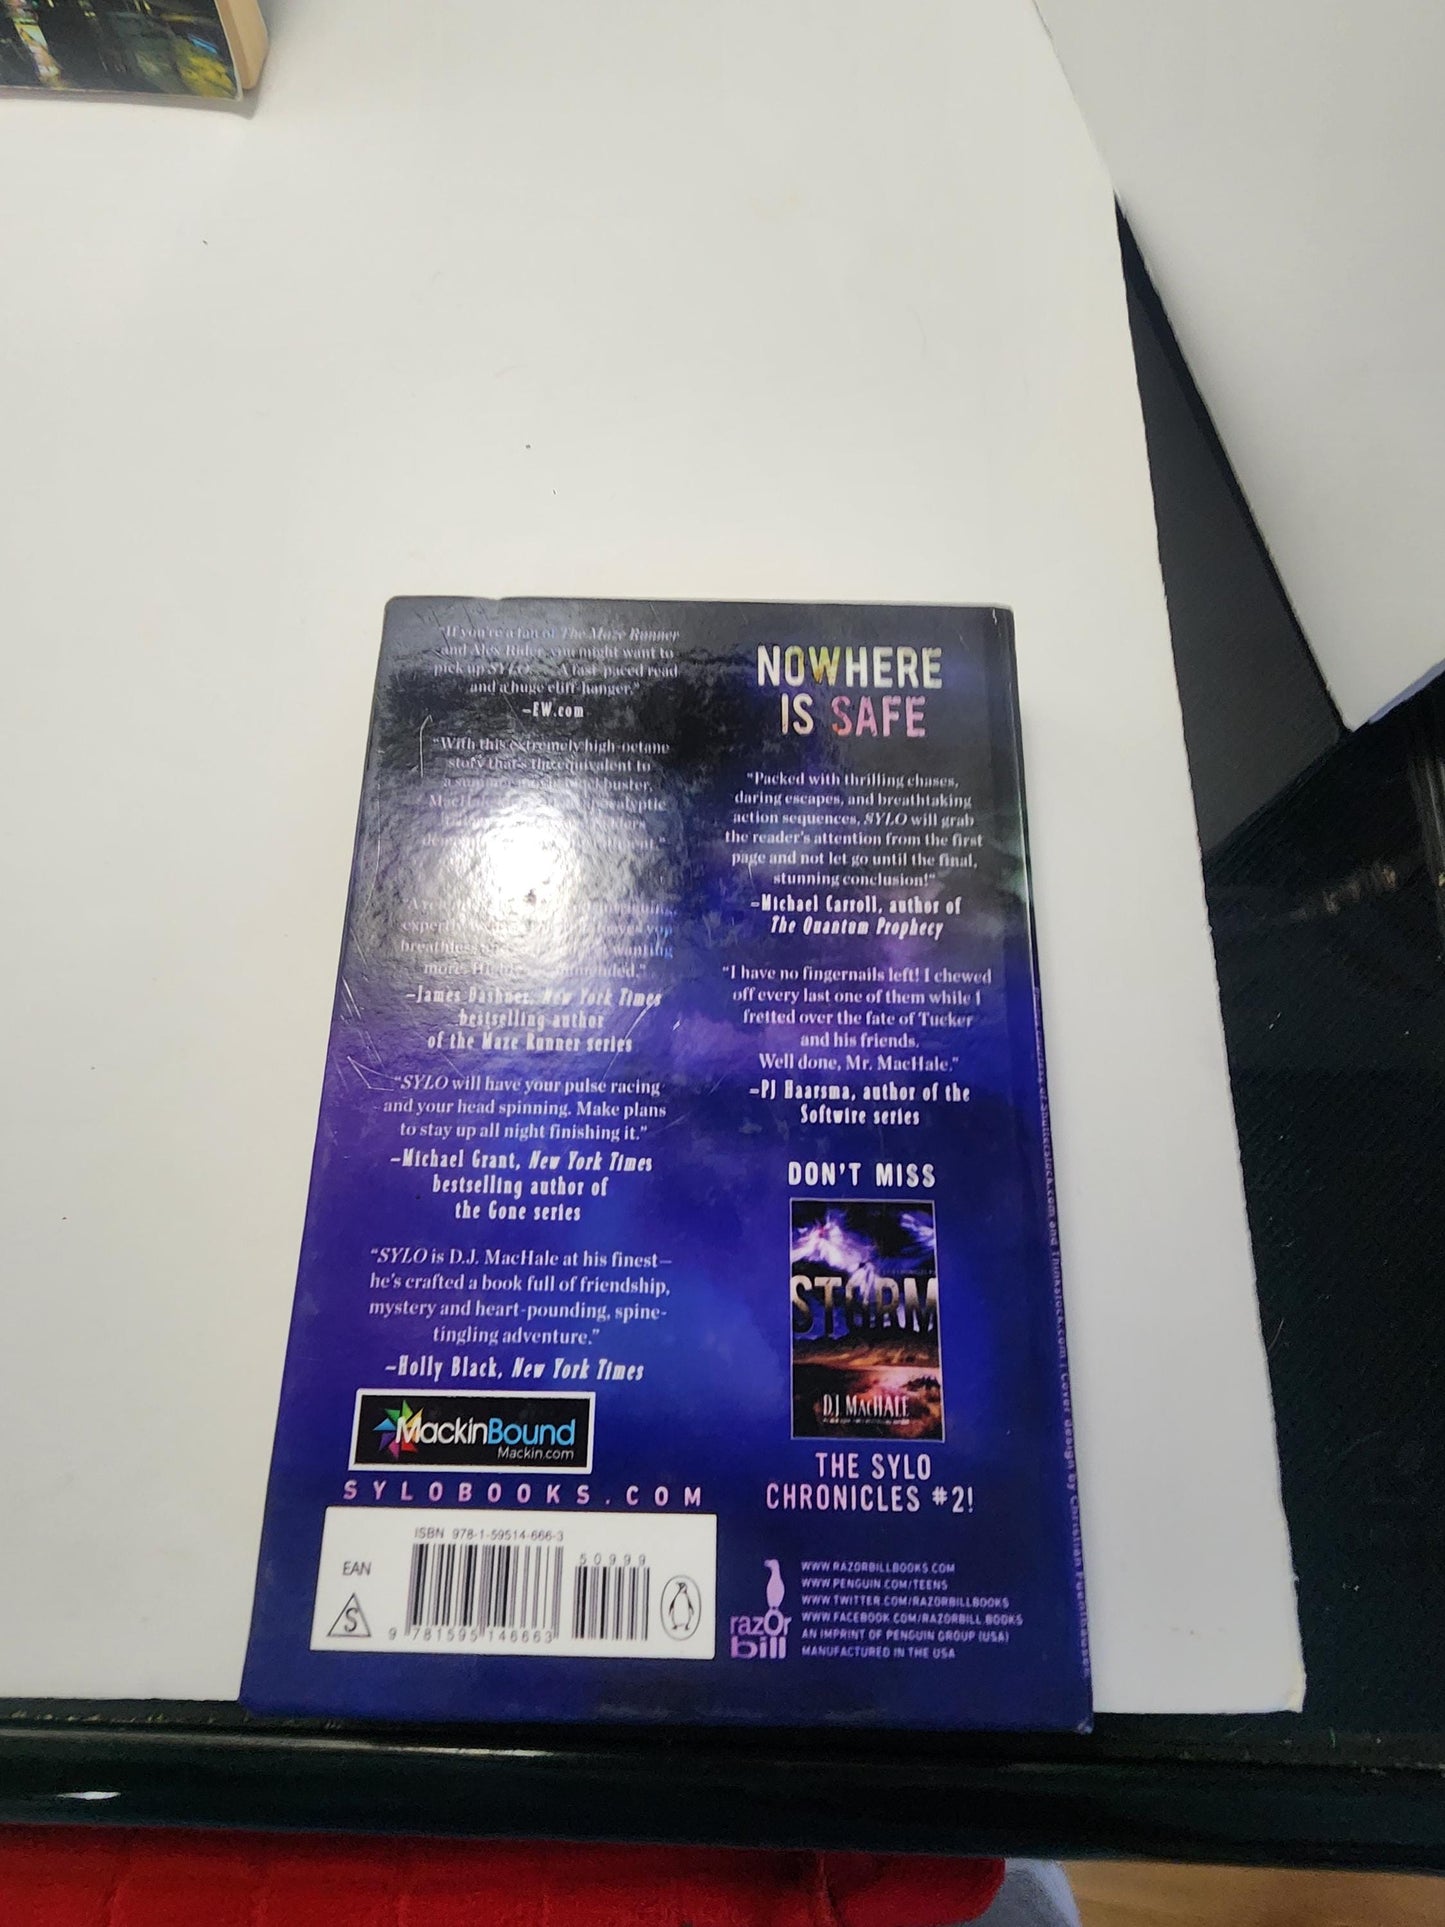 "If you're a fan of The Maze Runner
and Alex Rider, you might want to
pick up SYLO. A fast-paced read
and a huge cliff-hanger."
–EW.com
"With this extremely high-octane
story that's the equivalent to
a blockbuster,
–James Dashner, New York Times
bestselling author
of the Maze Runner series
"SYLO will have your pulse racing
and your head spinning. Make plans
to stay up all night finishing it."
–Michael Grant, New York Times
bestselling author of
the Gone series
"SYLO is D.J. MacHale at his finest—
he's crafted a book full of friendship,
mystery and heart-pounding, spine-
tingling adventure."
–Holly Black, New York Times
MackinBound
Mackin.com
SYLOBOOKS.COM
ISBN 978-1-59514-666-3
50999
EAN
S
9 781595 146663
NOWHERE
IS SAFE
"Packed with thrilling chases,
daring escapes, and breathtaking
action sequences, SYLO will grab
the reader's attention from the first
page and not let go until the final,
stunning conclusion!"
–Michael Carroll, author of
The Quantum Prophecy
"I have no fingernails left! I chewed
off every last one of them while I
fretted over the fate of Tucker
and his friends.
Well done, Mr. MacHale."
–PJ Haarsma, author of the
Softwire series
DON'T MISS
STORM
D.J. MACHALE
THE SYLO
CHRONICLES #2!
razOr
bill
WWW.RAZORBILLBOOKS.COM
WWW.PENGUIN.COM/TEENS
WWW.TWITTER.COM/RAZORBILLBOOKS
WWW.FACEBOOK.COM/RAZORBILL.BOOKS
AN IMPRINT OF PENGUIN GROUP (USA)
MANUFACTURED IN THE USA
of Shutterstock.com and Thinkstock.com | Cover design by Christian